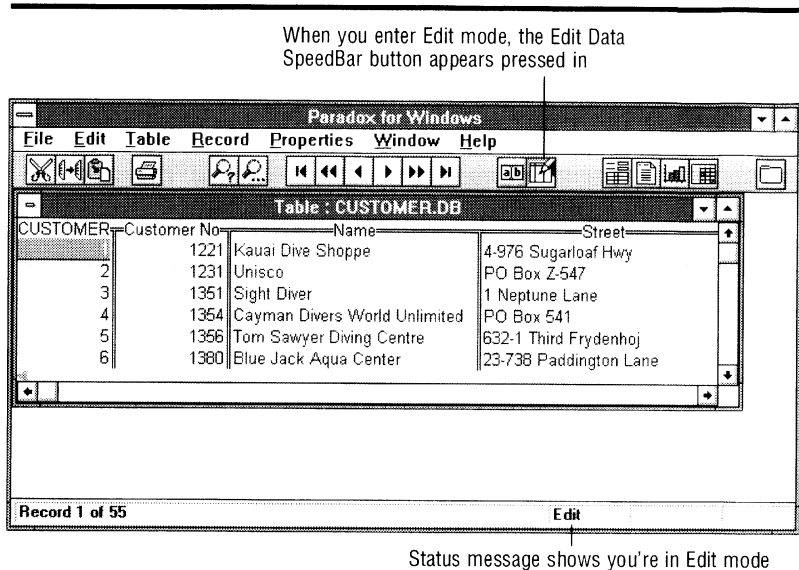 When you enter Edit mode, the Edit Data
SpeedBar button appears pressed in
Paradox for Windows
File Edit Table Record Properties Window Help
Table : CUSTOMER.DB
CUSTOMER Customer No Name Street
1 1221 Kauai Dive Shoppe 4-976 Sugarloaf Hwy
2 1231 Unisco PO Box Z-547
3 1351 Sight Diver 1 Neptune Lane
4 1354 Cayman Divers World Unlimited PO Box 541
5 1356 Tom Sawyer Diving Centre 632-1 Third Frydenhoj
6 1380 Blue Jack Aqua Center 23-738 Paddington Lane
Record 1 of 55 Edit
Status message shows you're in Edit mode